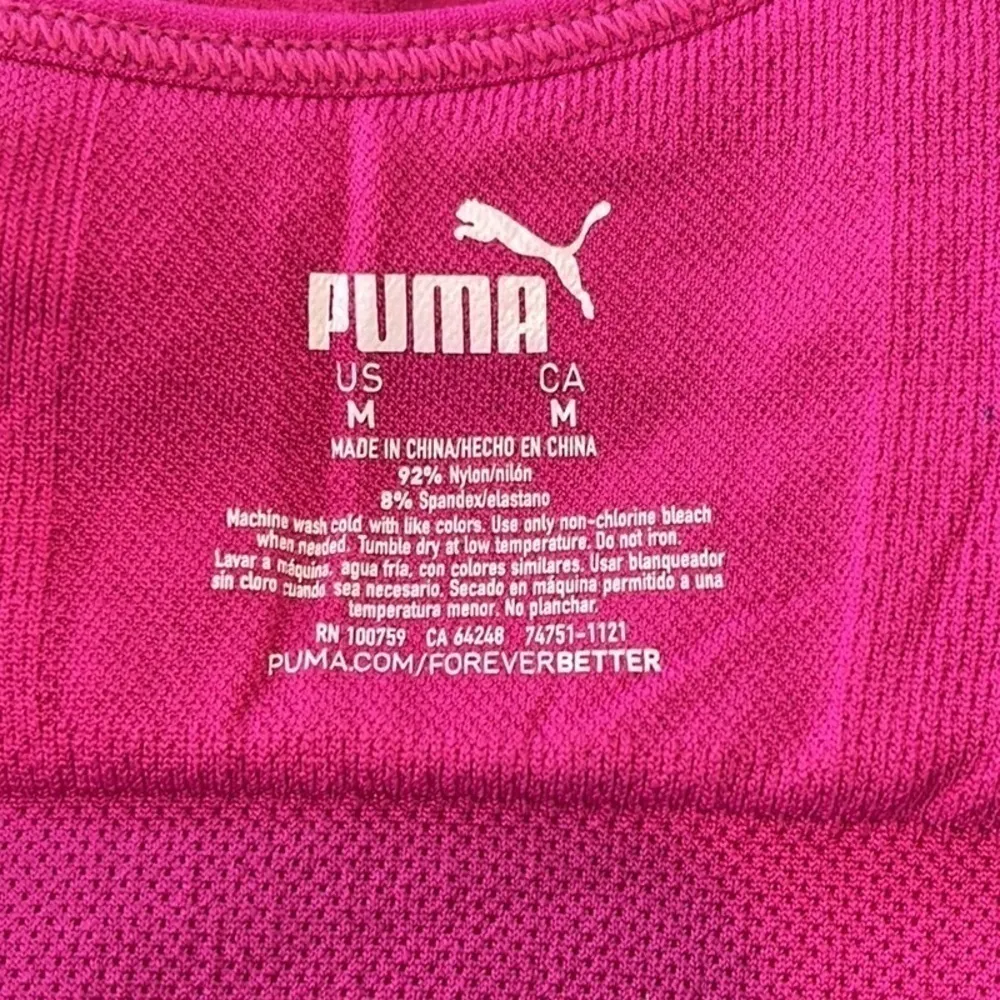 PUMA
US CA
M M
MADE IN CHINA/HECHO EN CHINA
92% Nylon/nilón
8% Spandex/elastano
Machine wash cold with like colors. Use only non-chlorine bleach
when needed. Tumble dry at low temperature. Do not iron.
Lavar a máquina, agua fría, con colores similares. Usar blanqueador
sin cloro cuando sea necesario. Secado en máquina permitido a una
temperatura menor. No planchar.
RN 100759 CA 64248 74751-1121
PUMA.COM/FOREVERBETTER